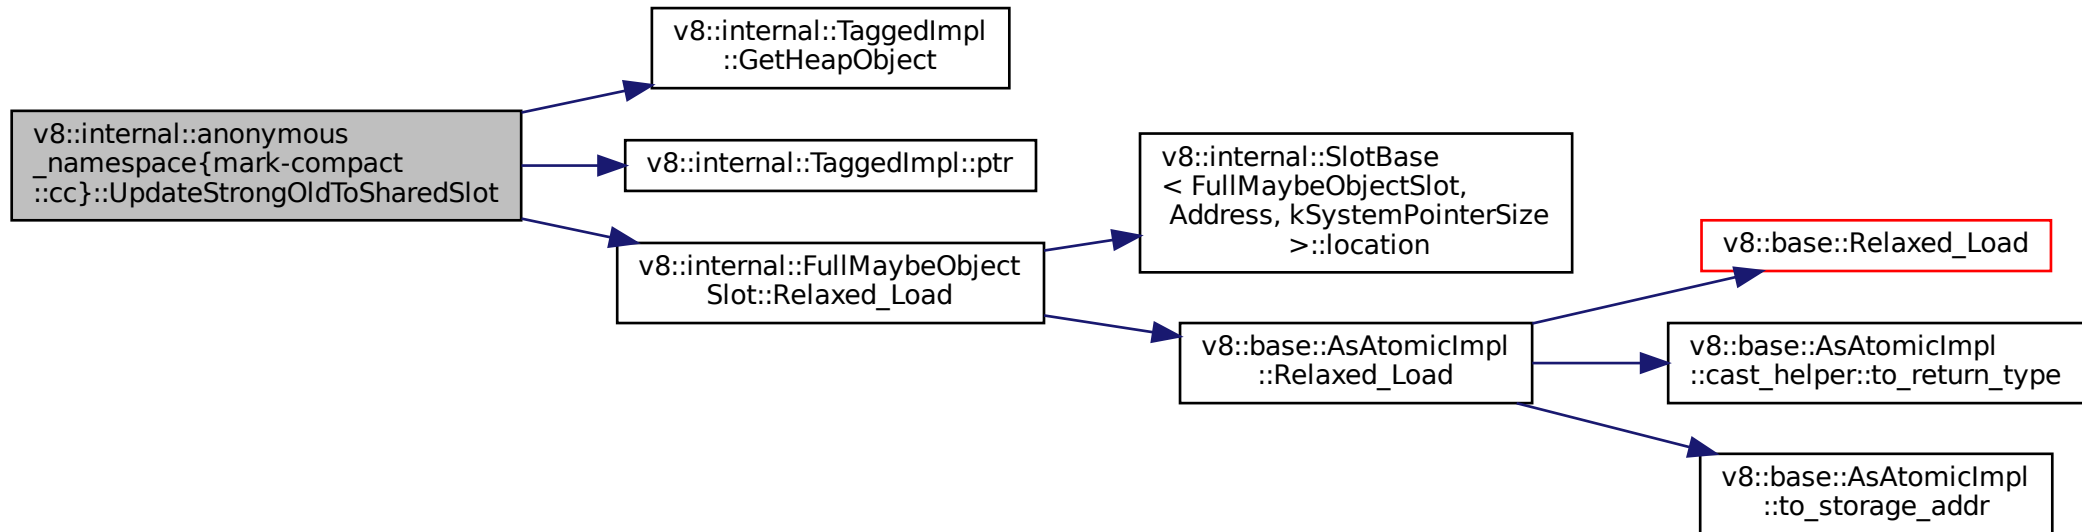 v8::internal::anonymous
_namespace{mark-compact
::cc}::UpdateStrongOldToSharedSlot
v8::internal::TaggedImpl
::GetHeapObject
v8::internal::TaggedImpl::ptr
v8::internal::FullMaybeObject
Slot::Relaxed_Load
v8::internal::SlotBase
< FullMaybeObjectSlot,
Address, kSystemPointerSize
>::location
v8::base::AsAtomicImpl
::Relaxed_Load
v8::base::Relaxed_Load
v8::base::AsAtomicImpl
::cast_helper::to_return_type
v8::base::AsAtomicImpl
::to_storage_addr